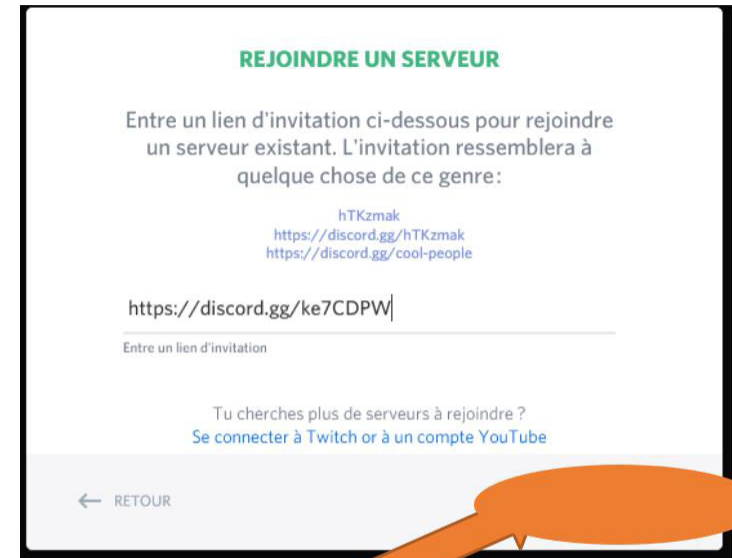 REJOINDRE UN SERVEUR
Entre un lien d'invitation ci-dessous pour rejoindre
un serveur existant. L'invitation ressemblera à
quelque chose de ce genre:
hTKzmak
https://discord.gg/hTKzmak
https://discord.gg/cool-people
https://discord.gg/ke7CDPW
Entre un lien d'invitation
Tu cherches plus de serveurs à rejoindre ?
Se connecter à Twitch or à un compte YouTube
← RETOUR